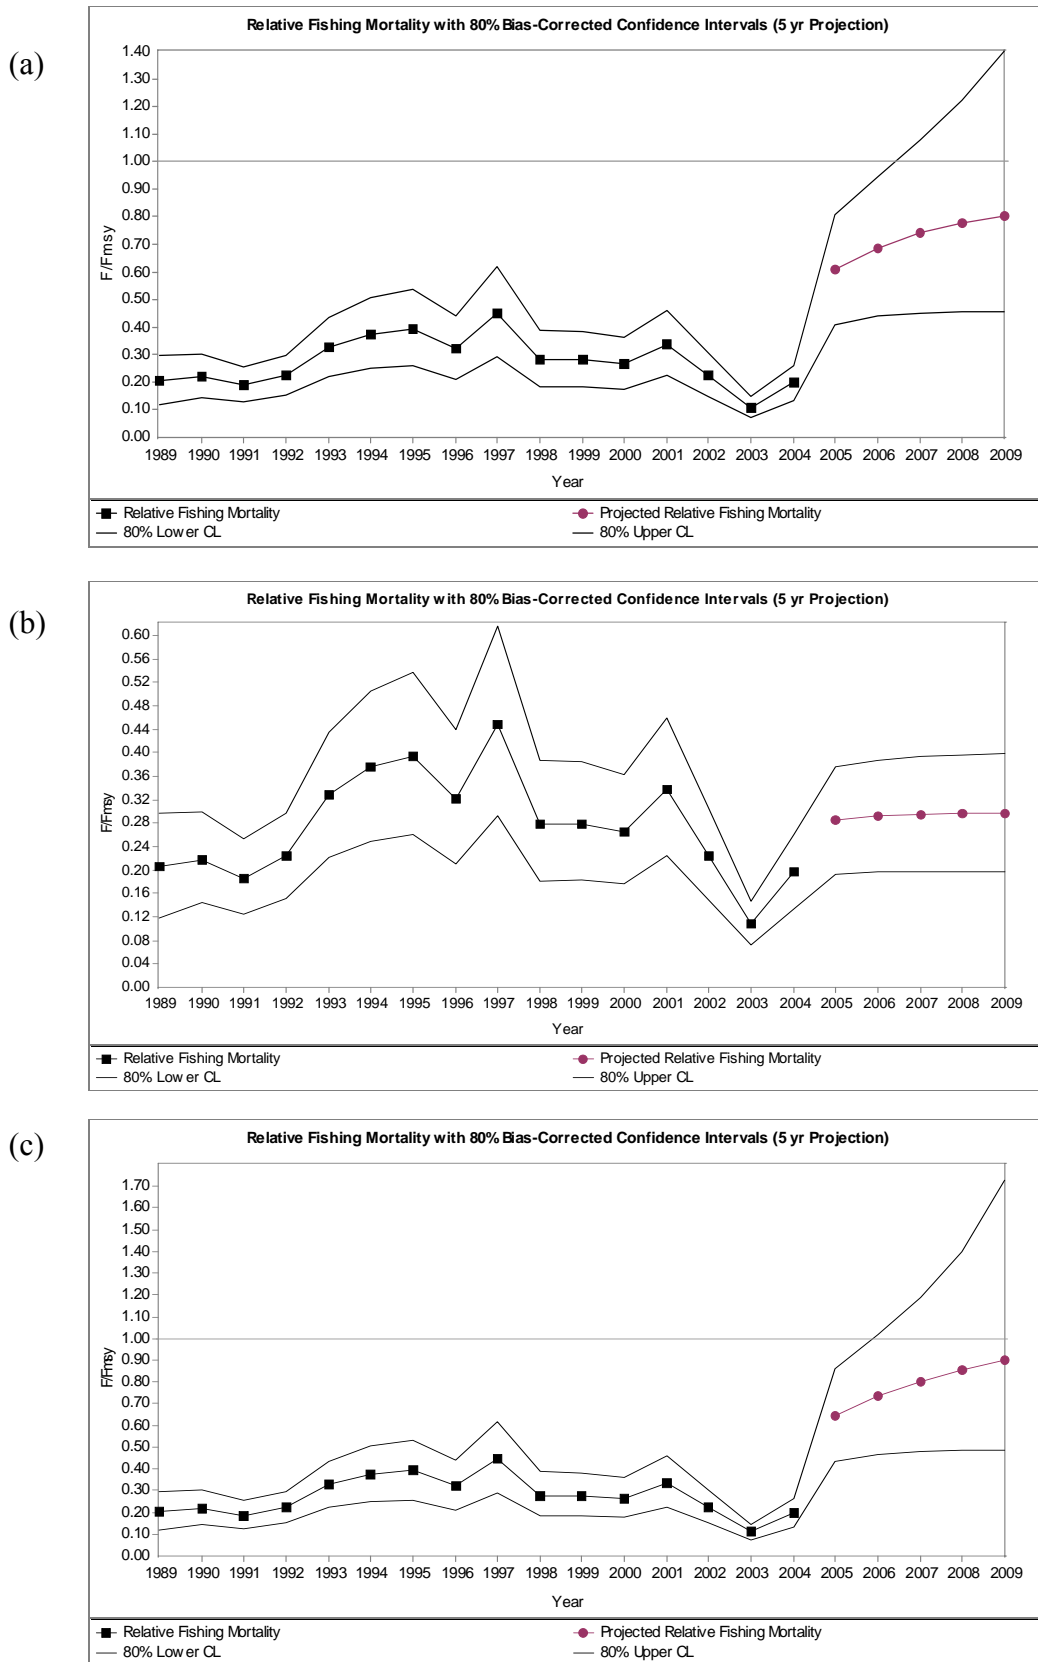 (a)
Relative Fishing Mortality with 80% Bias-Corrected Confidence Intervals (5 yr Projection)
1.40
1.30
1.20
1.10
1.00
0.90
0.80
0.70
0.60
0.50
0.40
0.30
0.20
0.10
0.00
F/Fmsy
1989 1990 1991 1992 1993 1994 1995 1996 1997 1998 1999 2000 2001 2002 2003 2004 2005 2006 2007 2008 2009
Year
Relative Fishing Mortality Projected Relative Fishing Mortality
80% Lower CL 80% Upper CL
(b)
Relative Fishing Mortality with 80% Bias-Corrected Confidence Intervals (5 yr Projection)
0.60
0.56
0.52
0.48
0.44
0.40
0.36
0.32
0.28
0.24
0.20
0.16
0.12
0.08
0.04
0.00
F/Fmsy
1989 1990 1991 1992 1993 1994 1995 1996 1997 1998 1999 2000 2001 2002 2003 2004 2005 2006 2007 2008 2009
Year
Relative Fishing Mortality Projected Relative Fishing Mortality
80% Lower CL 80% Upper CL
(c)
Relative Fishing Mortality with 80% Bias-Corrected Confidence Intervals (5 yr Projection)
1.70
1.60
1.50
1.40
1.30
1.20
1.10
1.00
0.90
0.80
0.70
0.60
0.50
0.40
0.30
0.20
0.10
0.00
F/Fmsy
1989 1990 1991 1992 1993 1994 1995 1996 1997 1998 1999 2000 2001 2002 2003 2004 2005 2006 2007 2008 2009
Year
Relative Fishing Mortality Projected Relative Fishing Mortality
80% Lower CL 80% Upper CL